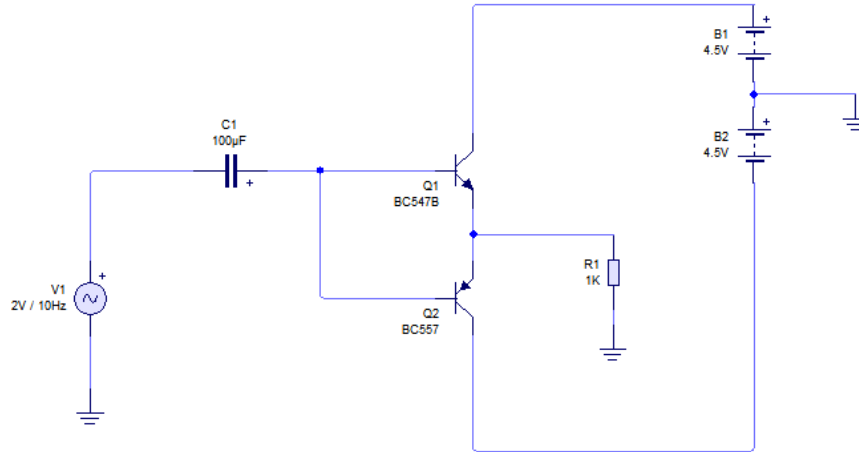 B1
4.5V
C1
100µF
B2
4.5V
Q1
BC547B
R1
1K
V1
2V / 10Hz
Q2
BC557